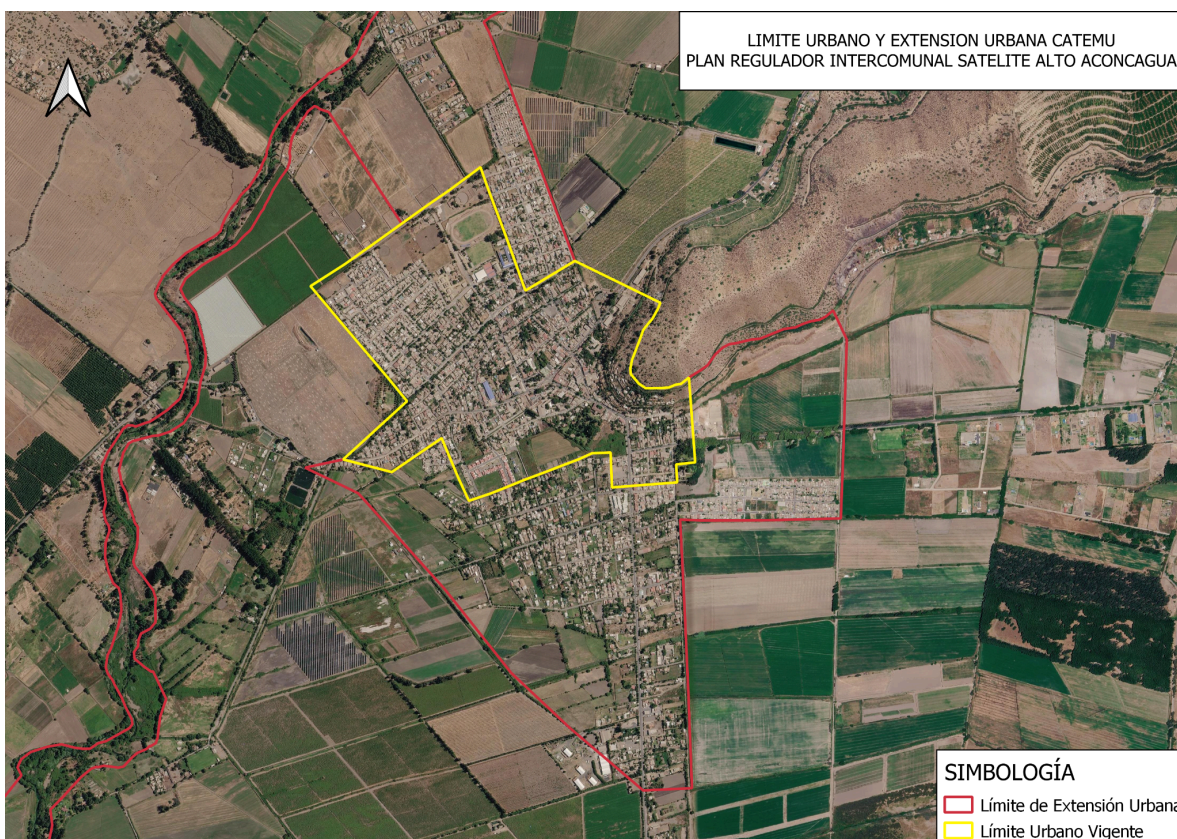 LIMITE URBANO Y EXTENSION URBANA CATEMU
PLAN REGULADOR INTERCOMUNAL SATELITE ALTO ACONCAGUA
SIMBOLOGÍA
Límite de Extensión Urbana
Límite Urbano Vigente